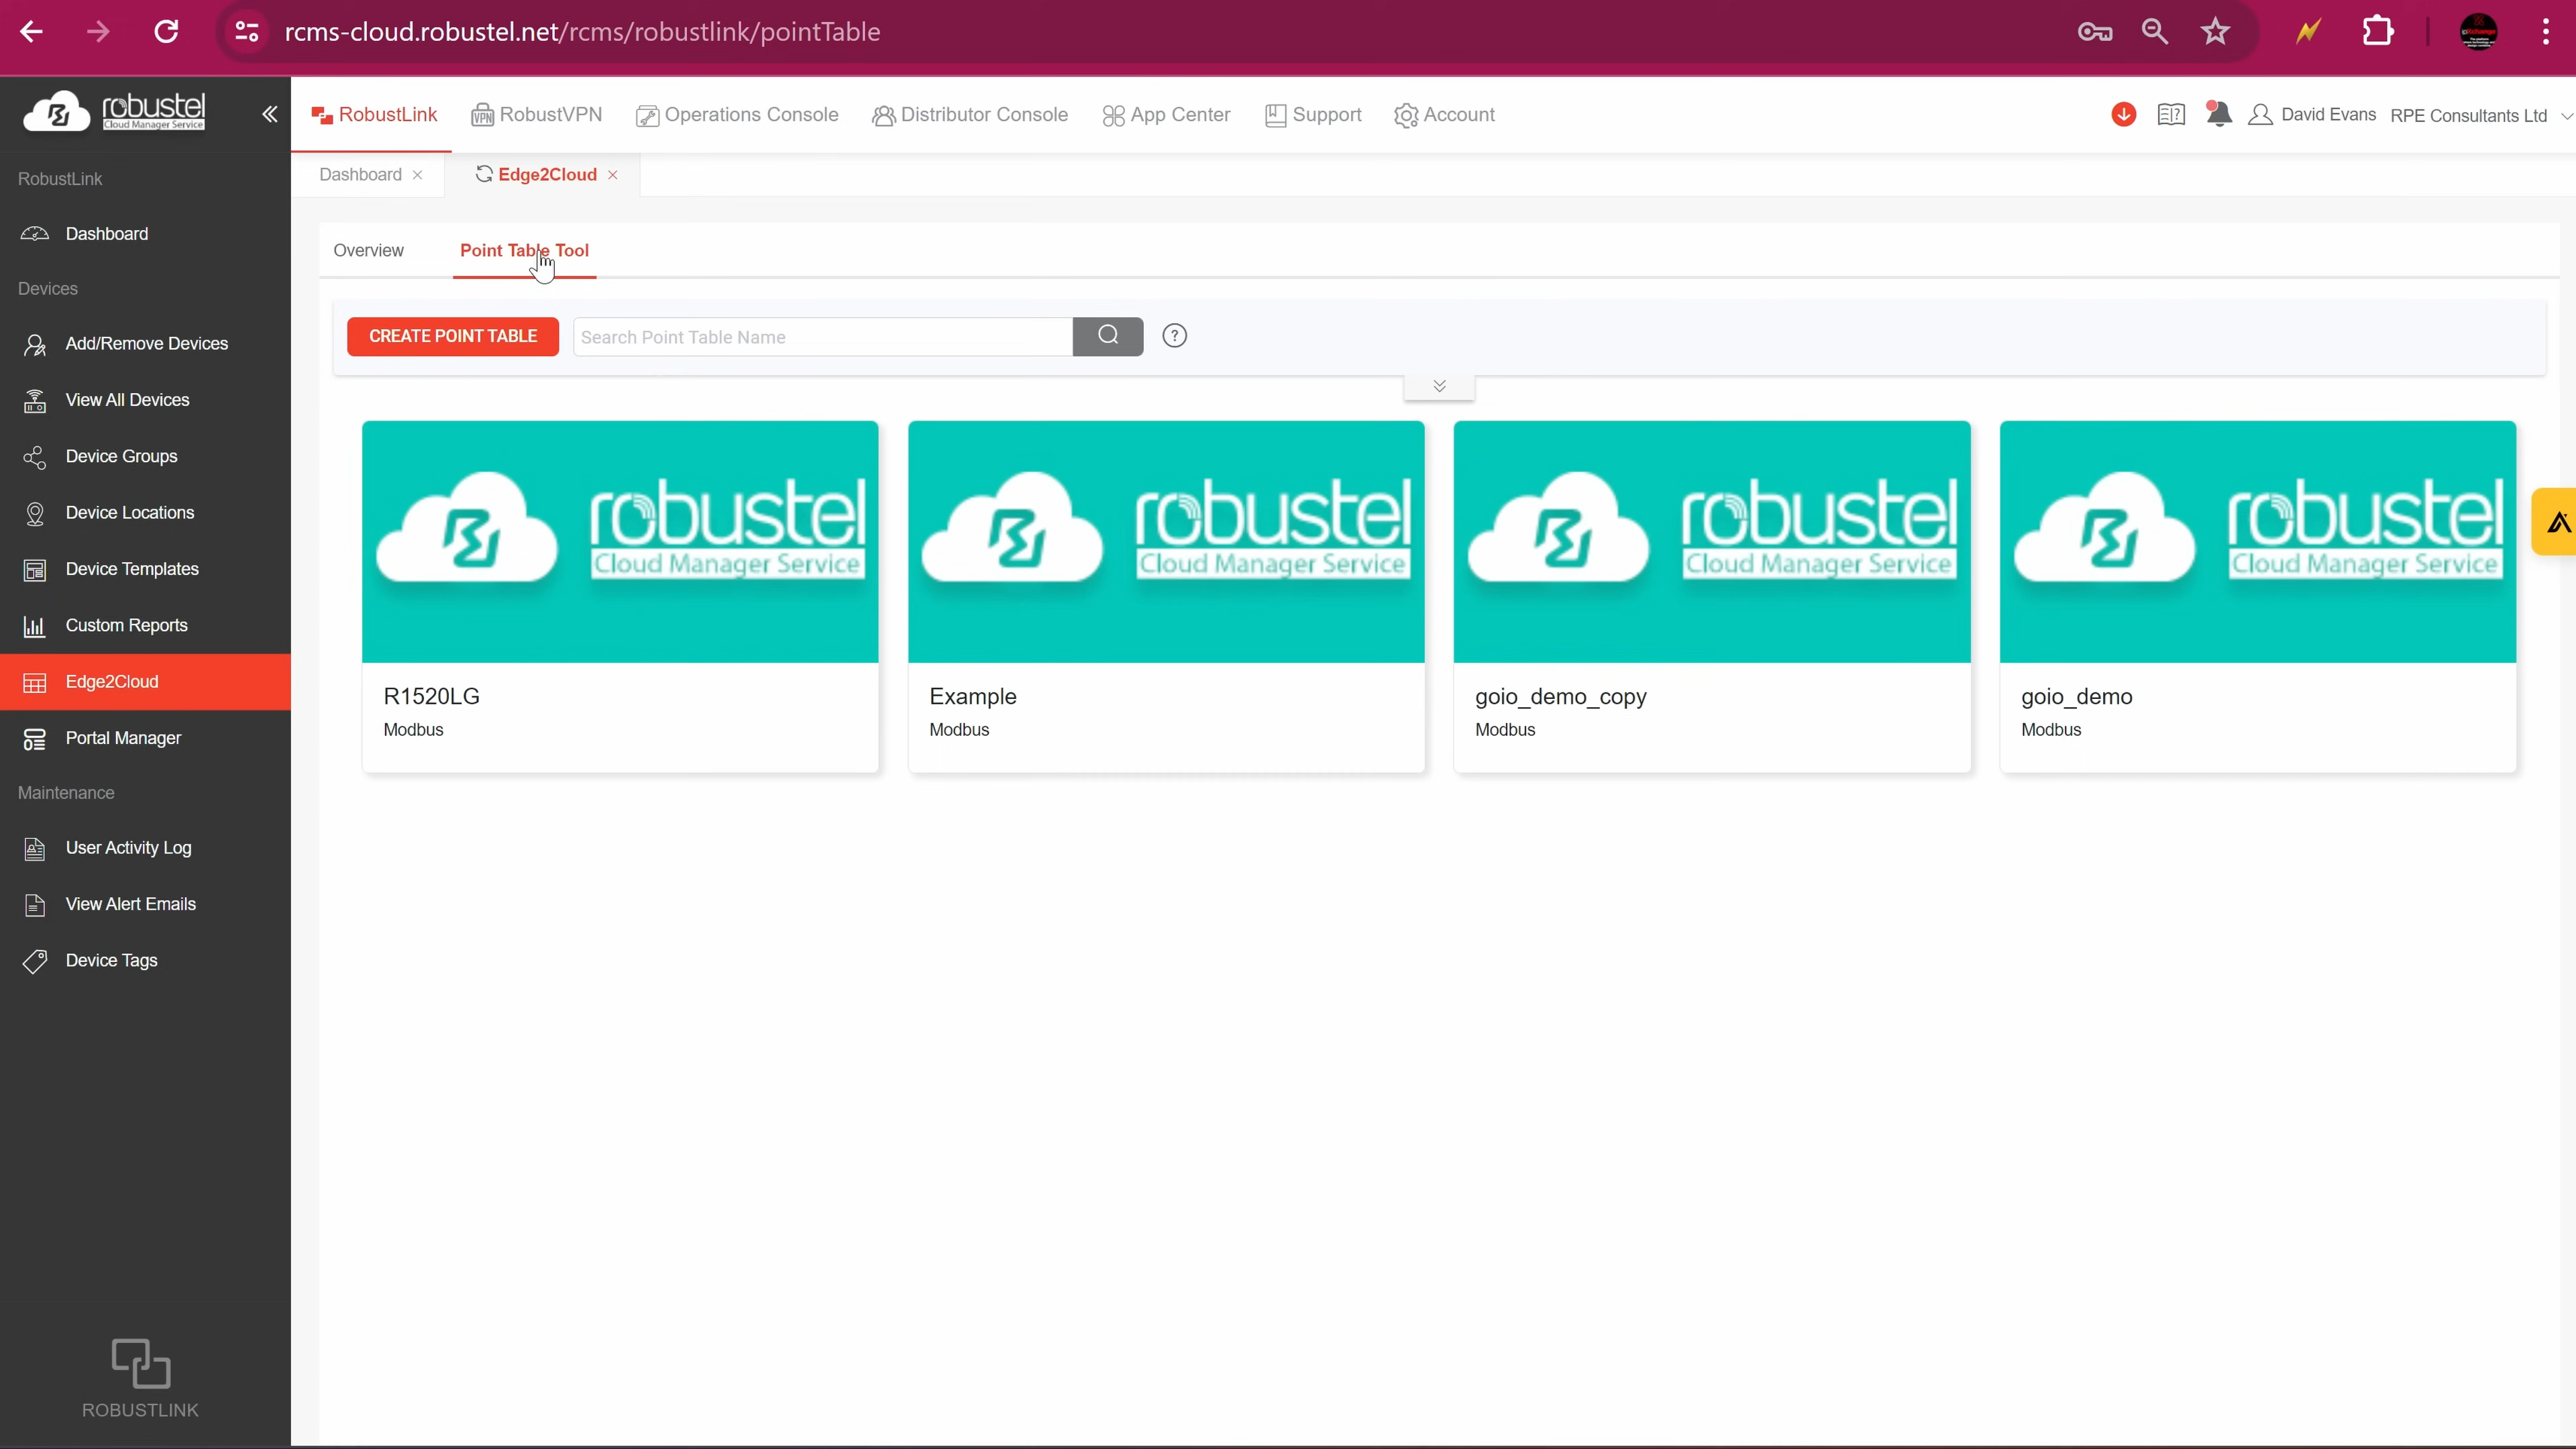 rcms-cloud.robustel.net/rcms/robustlink/pointTable
robustel
Cloud Manager Service
RobustLink
RobustVPN
Operations Console
Distributor Console
App Center
Support
Account
David Evans
RPE Consultants Ltd
Dashboard
Edge2Cloud
RobustLink
Dashboard
Devices
Add/Remove Devices
View All Devices
Device Groups
Device Locations
Device Templates
Custom Reports
Edge2Cloud
Portal Manager
Maintenance
User Activity Log
View Alert Emails
Device Tags
ROBUSTLINK
Overview
Point Table Tool
CREATE POINT TABLE
Search Point Table Name
robustel
Cloud Manager Service
R1520LG
Modbus
robustel
Cloud Manager Service
Example
Modbus
robustel
Cloud Manager Service
goio_demo_copy
Modbus
robustel
Cloud Manager Service
goio_demo
Modbus